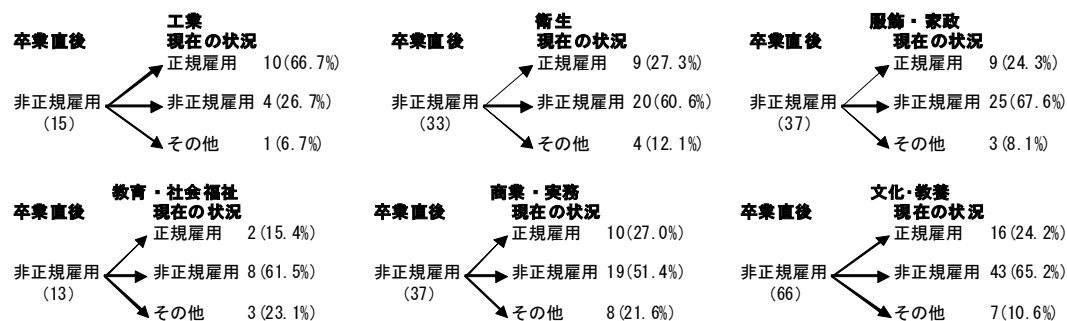 工業
卒業直後 現在の状況
正規雇用 10(66.7%)
非正規雇用 非正規雇用 4(26.7%)
(15)
その他 1(6.7%)
衛生
卒業直後 現在の状況
正規雇用 9(27.3%)
非正規雇用 非正規雇用 20(60.6%)
(33)
その他 4(12.1%)
服飾・家政
卒業直後 現在の状況
正規雇用 9(24.3%)
非正規雇用 非正規雇用 25(67.6%)
(37)
その他 3(8.1%)
教育・社会福祉
卒業直後 現在の状況
正規雇用 2(15.4%)
非正規雇用 非正規雇用 8(61.5%)
(13)
その他 3(23.1%)
商業・実務
卒業直後 現在の状況
正規雇用 10(27.0%)
非正規雇用 非正規雇用 19(51.4%)
(37)
その他 8(21.6%)
文化・教養
卒業直後 現在の状況
正規雇用 16(24.2%)
非正規雇用 非正規雇用 43(65.2%)
(66)
その他 7(10.6%)